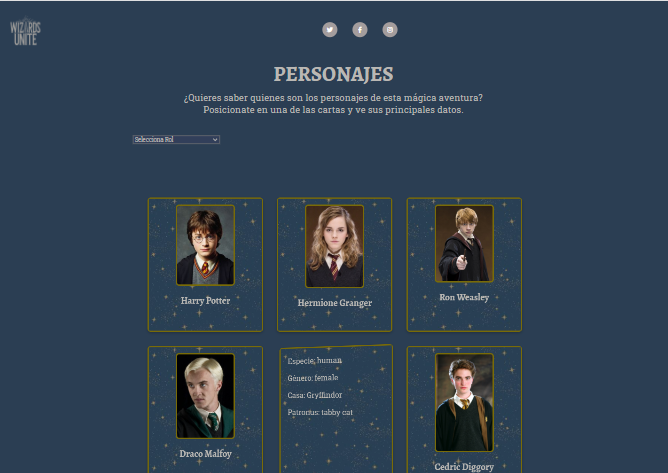 WIZARDS
UNITE
PERSONAJES
¿Quieres saber quienes son los personajes de esta mágica aventura?
Posicionate en una de las cartas y ve sus principales datos.
Selecciona Rol
Harry Potter
Hermione Granger
Ron Weasley
Draco Malfoy
Especie: human
Género: female
Casa: Gryffindor
Patronus: tabby cat
Cedric Diggory